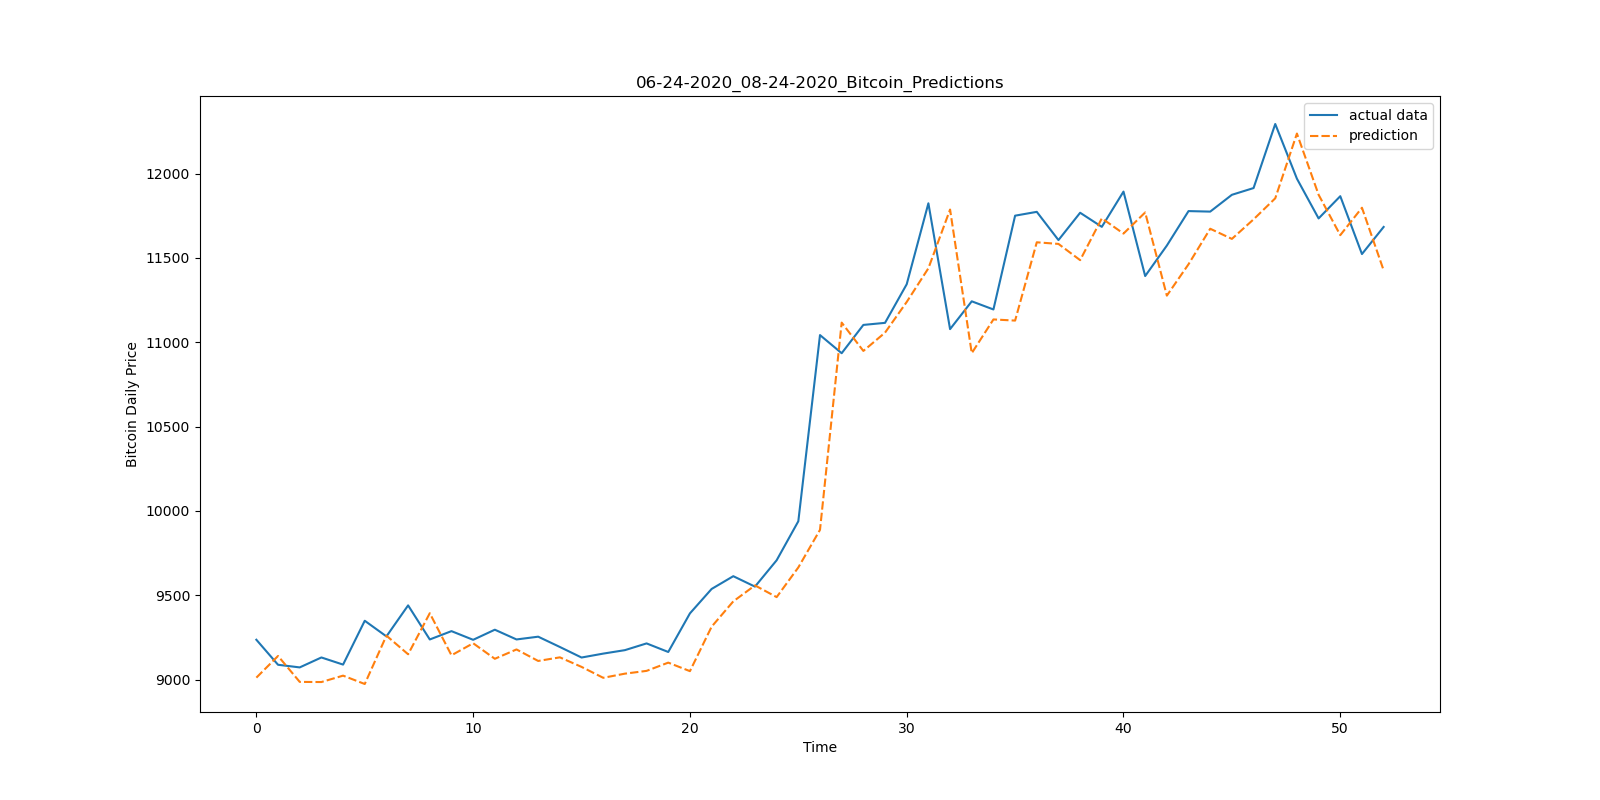 06-24-2020_08-24-2020_Bitcoin_Predictions
actual data
prediction
12000
11500
11000
10500
10000
9500
9000
Bitcoin Daily Price
0 10 20 30 40 50
Time